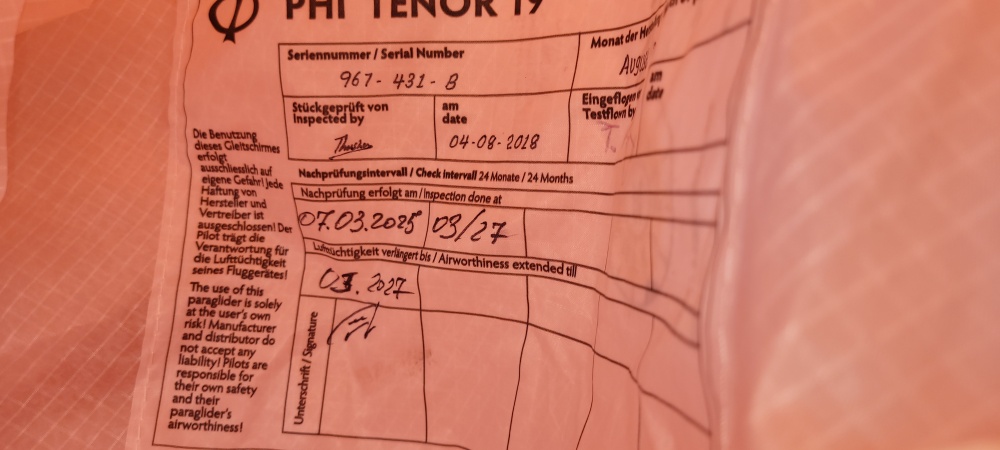 PHI TENOR 19
Seriennummer / Serial Number
967-431-B
Monat der
Stückgeprüft von
Inspected by
am
date
04-08-2018
Eingeflogen
Testflown by
am
date
Nachprüfungsintervall / Check intervall 24 Monate / 24 Months
Nachprüfung erfolgt am / Inspection done at
07.03.2025
03/27
Lufttüchtigkeit verlängert bis / Airworthiness extended till
03.2027
Unterschrift / Signature
Die Benutzung
dieses Gleitschirmes
erfolgt
ausschliesslich auf
eigene Gefahr! Jede
Haftung von
Hersteller und
Vertreiber ist
ausgeschlossen! Der
Pilot trägt die
Verantwortung für
die Lufttüchtigkeit
seines Fluggerätes!
The use of this
paraglider is solely
at the user's own
risk! Manufacturer
and distributor do
not accept any
liability! Pilots are
responsible for
their own safety
and their
paraglider's
airworthiness!